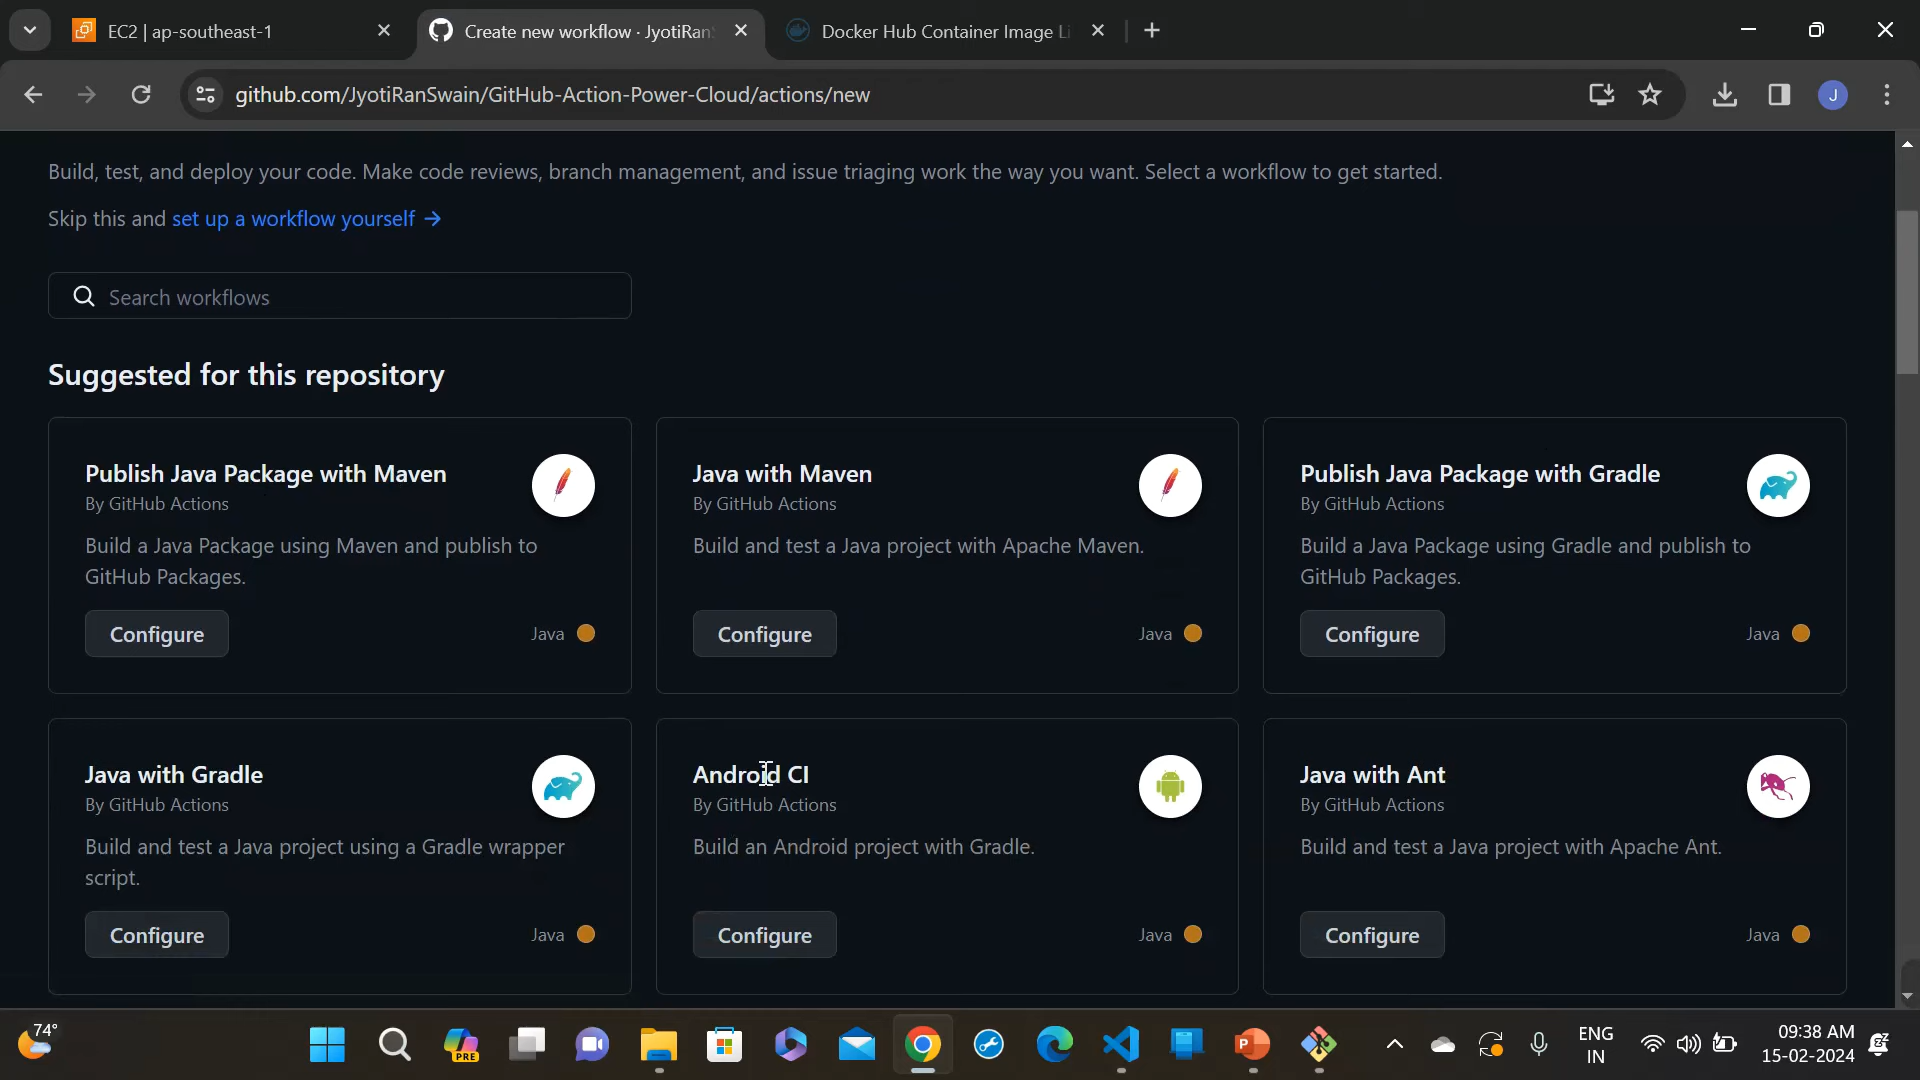 EC2 | ap-southeast-1
Create new workflow · JyotiRan
Docker Hub Container Image Li
github.com/JyotiRanSwain/GitHub-Action-Power-Cloud/actions/new
J
Build, test, and deploy your code. Make code reviews, branch management, and issue triaging work the way you want. Select a workflow to get started.
Skip this and set up a workflow yourself →
Search workflows
Suggested for this repository
Publish Java Package with Maven
By GitHub Actions
Build a Java Package using Maven and publish to
GitHub Packages.
Configure
Java
Java with Maven
By GitHub Actions
Build and test a Java project with Apache Maven.
Configure
Java
Publish Java Package with Gradle
By GitHub Actions
Build a Java Package using Gradle and publish to
GitHub Packages.
Configure
Java
Java with Gradle
By GitHub Actions
Build and test a Java project using a Gradle wrapper
script.
Configure
Java
Android CI
By GitHub Actions
Build an Android project with Gradle.
Configure
Java
Java with Ant
By GitHub Actions
Build and test a Java project with Apache Ant.
Configure
Java
74°
PRE
P
ENG
IN
09:38 AM
15-02-2024